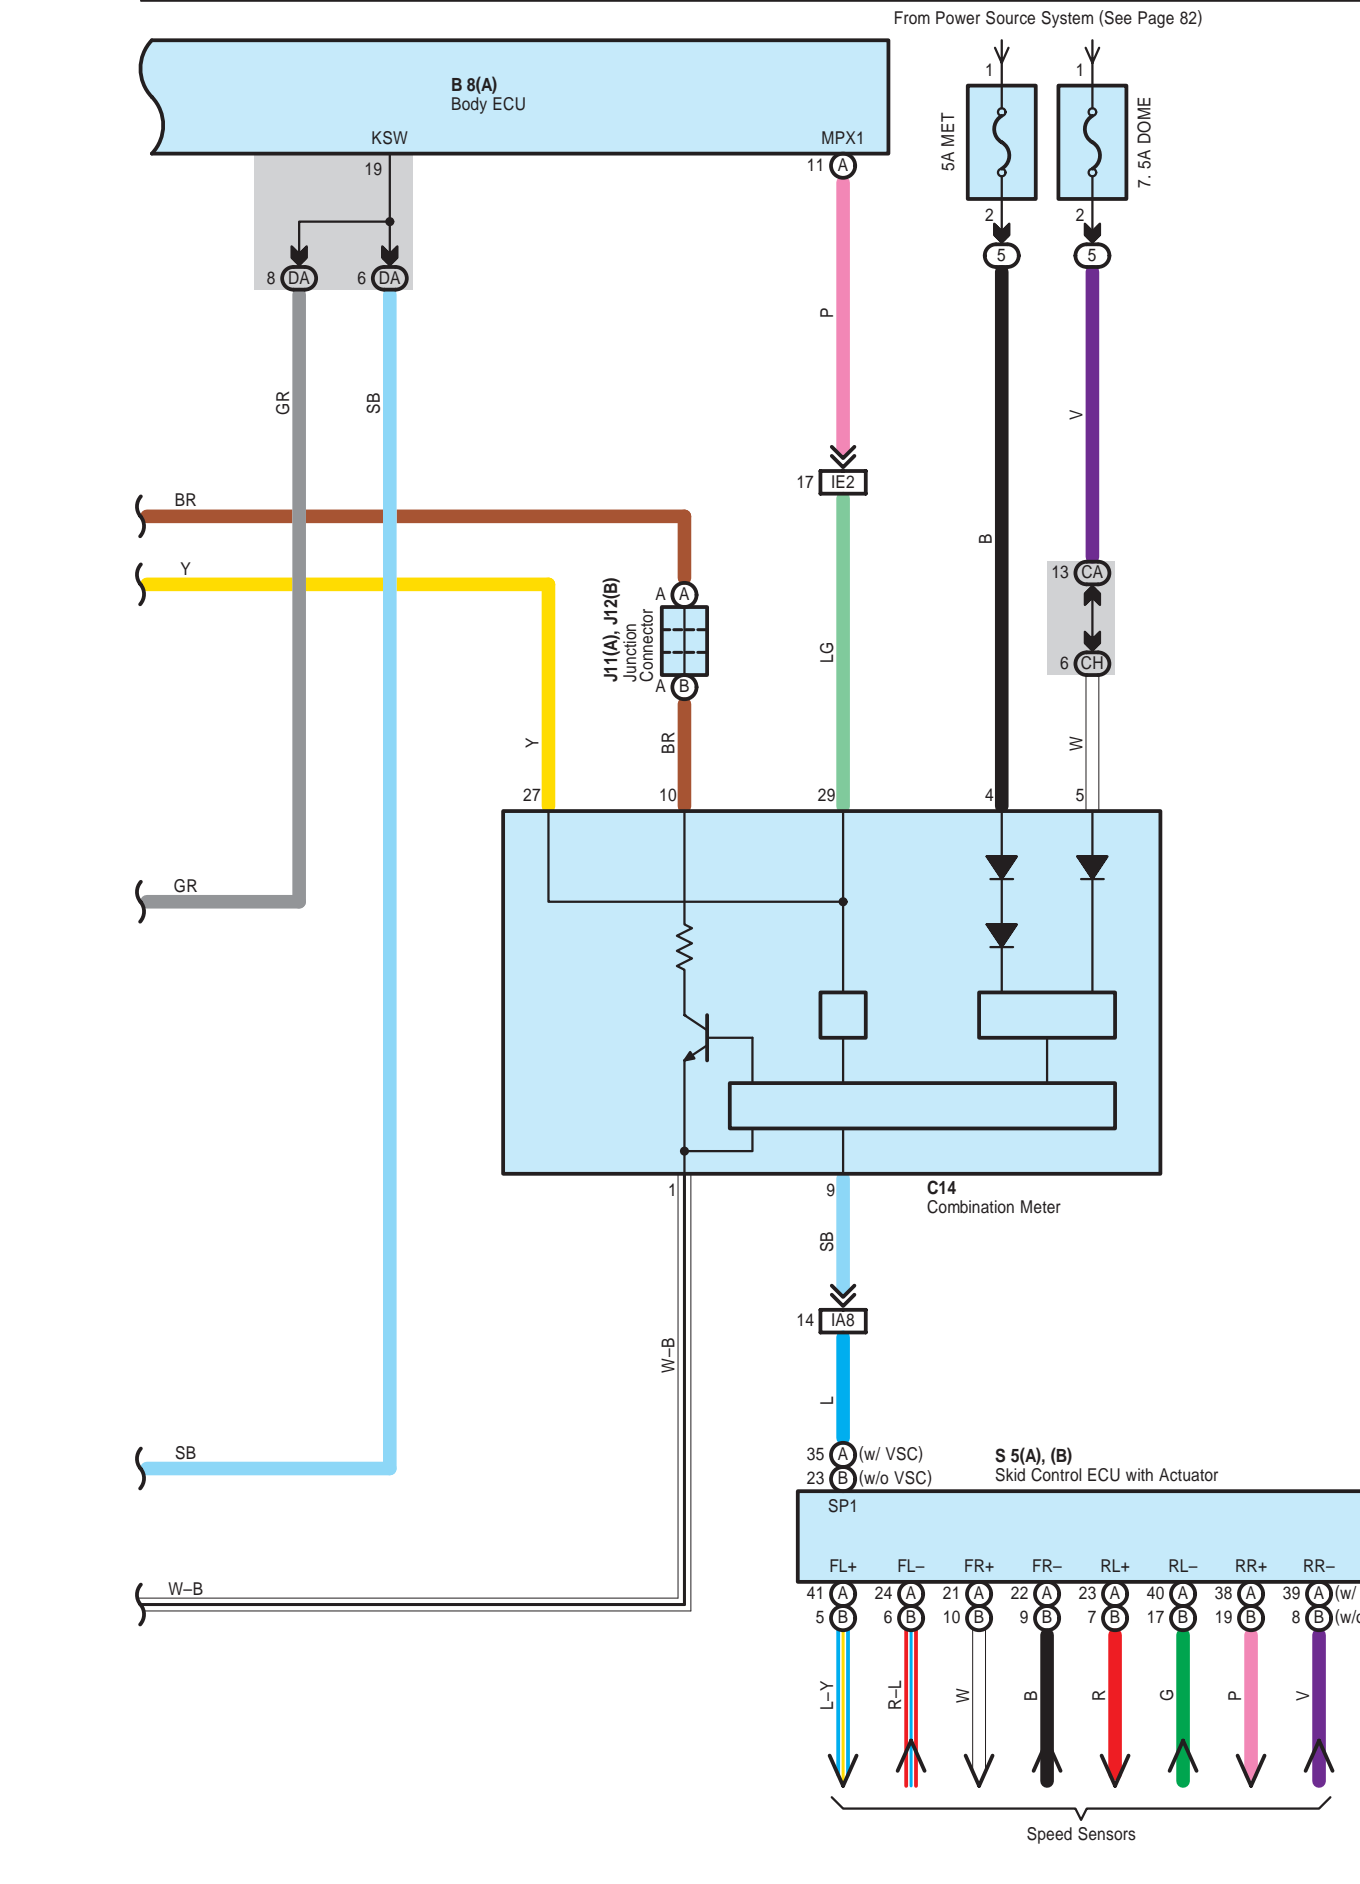 From Power Source System (See Page 82)
B 8(A)
Body ECU
KSW
MPX1
19
11 A
1
1
5A MET
7. 5A DOME
2
2
5
5
8 DA
6 DA
P
GR
SB
V
BR
17 IE2
B
Y
13 CA
J11(A), J12(B)
Junction
Connector
A A
A B
LG
6 CH
Y
BR
W
27
10
29
4
5
GR
1
9
C14
Combination Meter
SB
14 IA8
W–B
L
SB
35 A (w/ VSC)
23 B (w/o VSC)
S 5(A), (B)
Skid Control ECU with Actuator
SP1
FL+ FL– FR+ FR– RL+ RL– RR+ RR–
W–B
41 A 24 A 21 A 22 A 23 A 40 A 38 A 39 A (w/
5 B 6 B 10 B 9 B 7 B 17 B 19 B 8 B (w/o
L–Y R–L W B R G P V
Speed Sensors